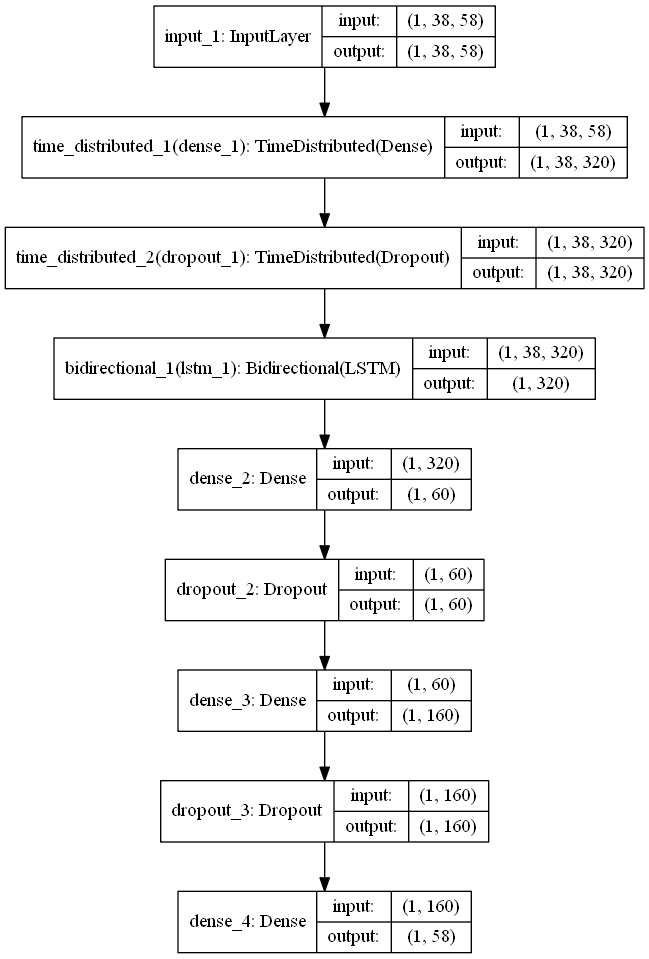 input_1: InputLayer
input: (1, 38, 58)
output: (1, 38, 58)
time_distributed_1(dense_1): TimeDistributed(Dense)
input: (1, 38, 58)
output: (1, 38, 320)
time_distributed_2(dropout_1): TimeDistributed(Dropout)
input: (1, 38, 320)
output: (1, 38, 320)
bidirectional_1(lstm_1): Bidirectional(LSTM)
input: (1, 38, 320)
output: (1, 320)
dense_2: Dense
input: (1, 320)
output: (1, 60)
dropout_2: Dropout
input: (1, 60)
output: (1, 60)
dense_3: Dense
input: (1, 60)
output: (1, 160)
dropout_3: Dropout
input: (1, 160)
output: (1, 160)
dense_4: Dense
input: (1, 160)
output: (1, 58)